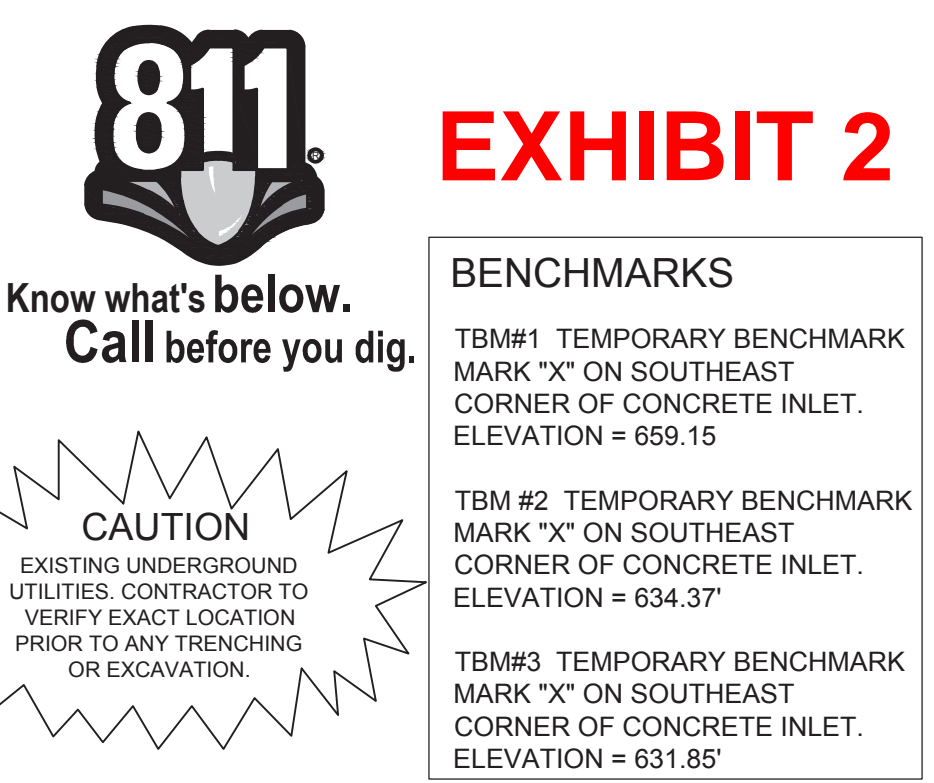 811®
Know what's below.
Call before you dig.
EXHIBIT 2
CAUTION
EXISTING UNDERGROUND
UTILITIES. CONTRACTOR TO
VERIFY EXACT LOCATION
PRIOR TO ANY TRENCHING
OR EXCAVATION.
BENCHMARKS
TBM#1 TEMPORARY BENCHMARK
MARK "X" ON SOUTHEAST
CORNER OF CONCRETE INLET.
ELEVATION = 659.15
TBM #2 TEMPORARY BENCHMARK
MARK "X" ON SOUTHEAST
CORNER OF CONCRETE INLET.
ELEVATION = 634.37'
TBM#3 TEMPORARY BENCHMARK
MARK "X" ON SOUTHEAST
CORNER OF CONCRETE INLET.
ELEVATION = 631.85'